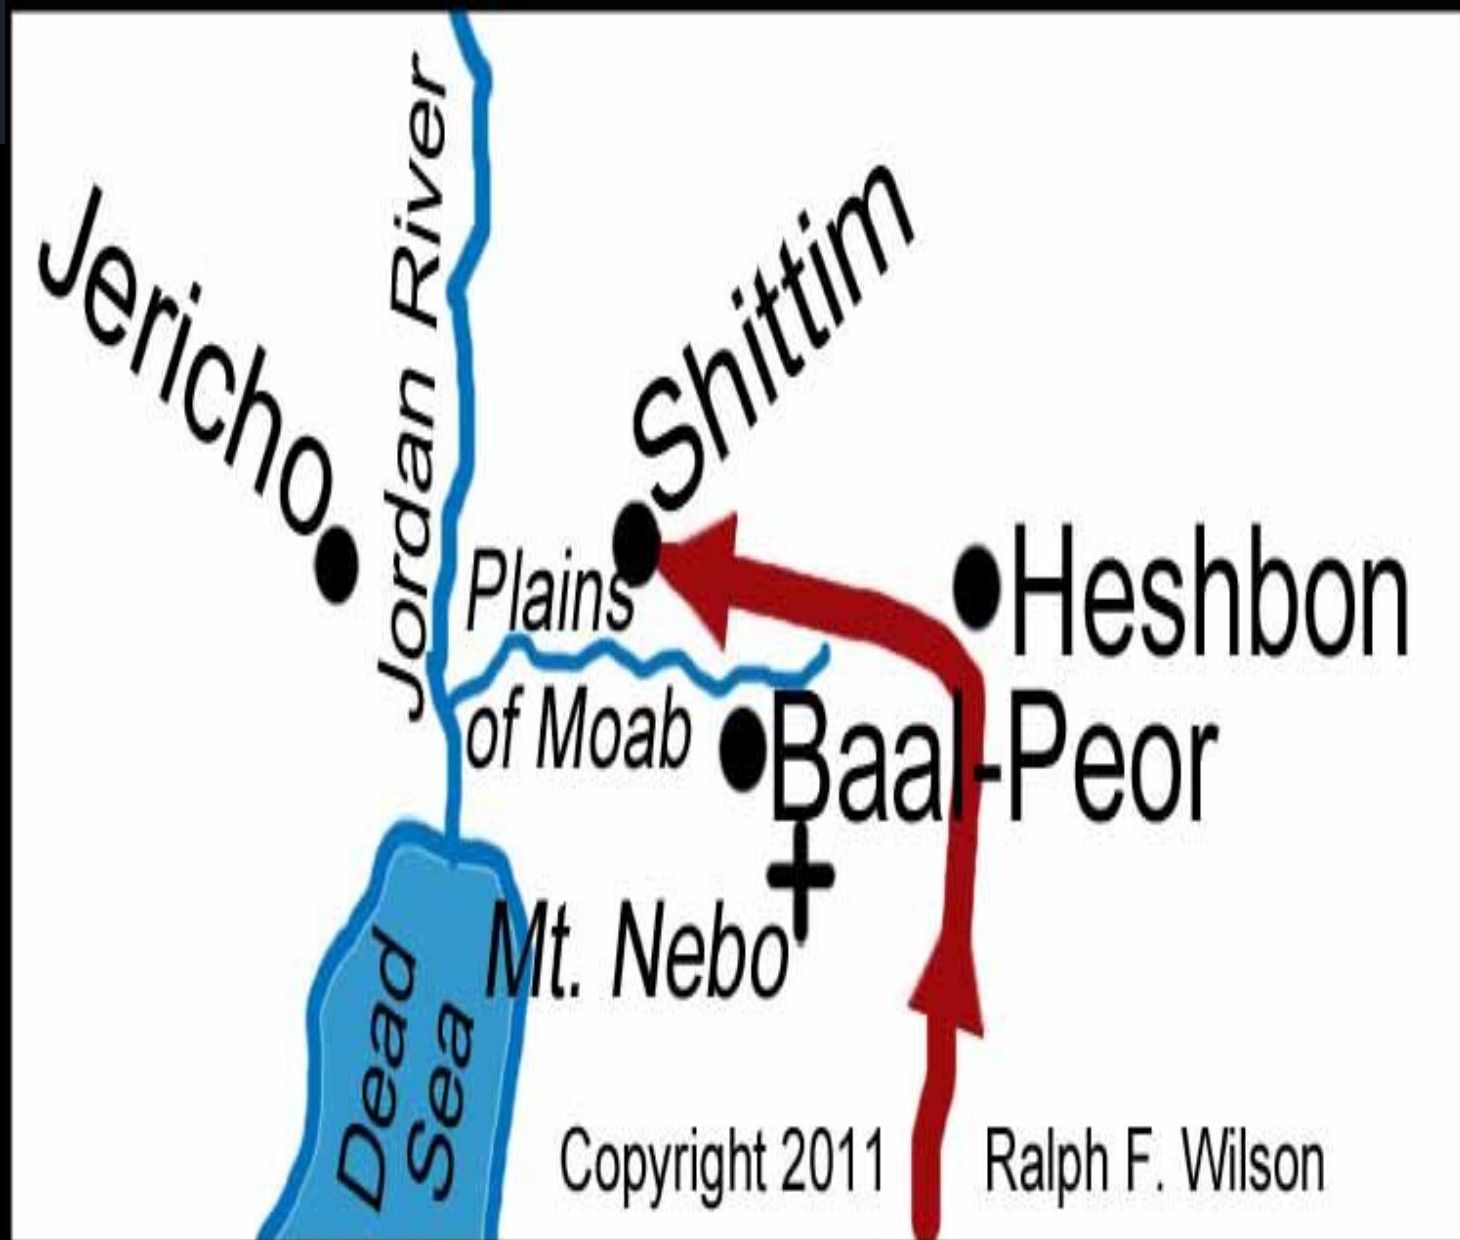 Jordan River
Jericho
Shittim
Plains
of Moab
Heshbon
Baal-Peor
Mt. Nebo
Dead
Sea
Copyright 2011 Ralph F. Wilson